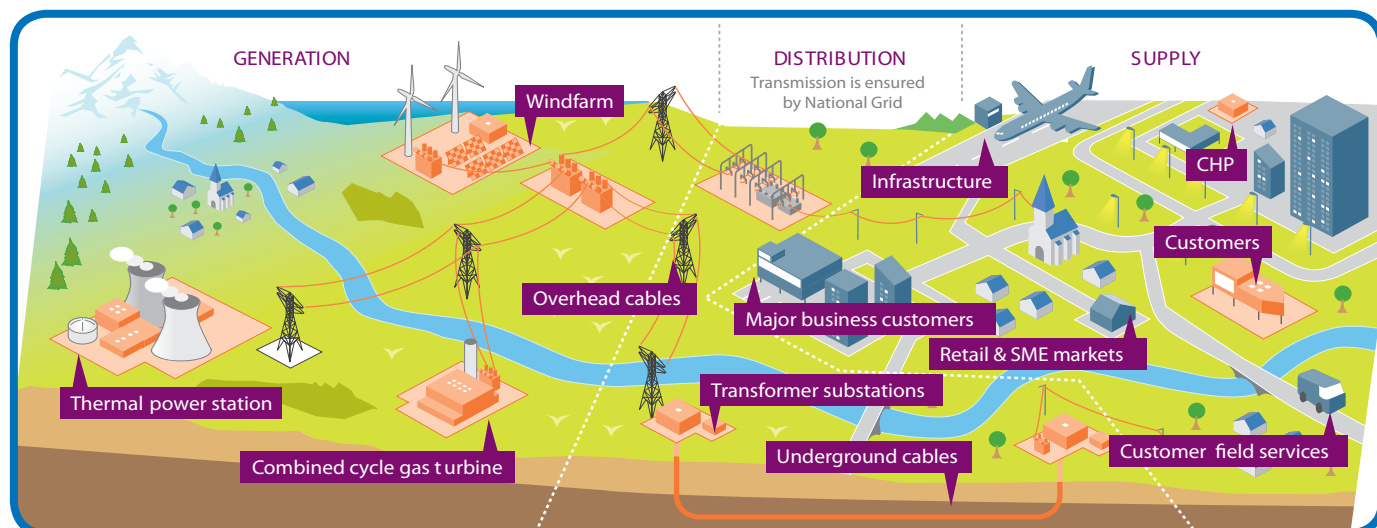 GENERATION
DISTRIBUTION
Transmission is ensured
by National Grid
SUPPLY
Windfarm
CHP
Infrastructure
Customers
Overhead cables
Major business customers
Retail & SME markets
Thermal power station
Transformer substations
Combined cycle gas turbine
Underground cables
Customer field services